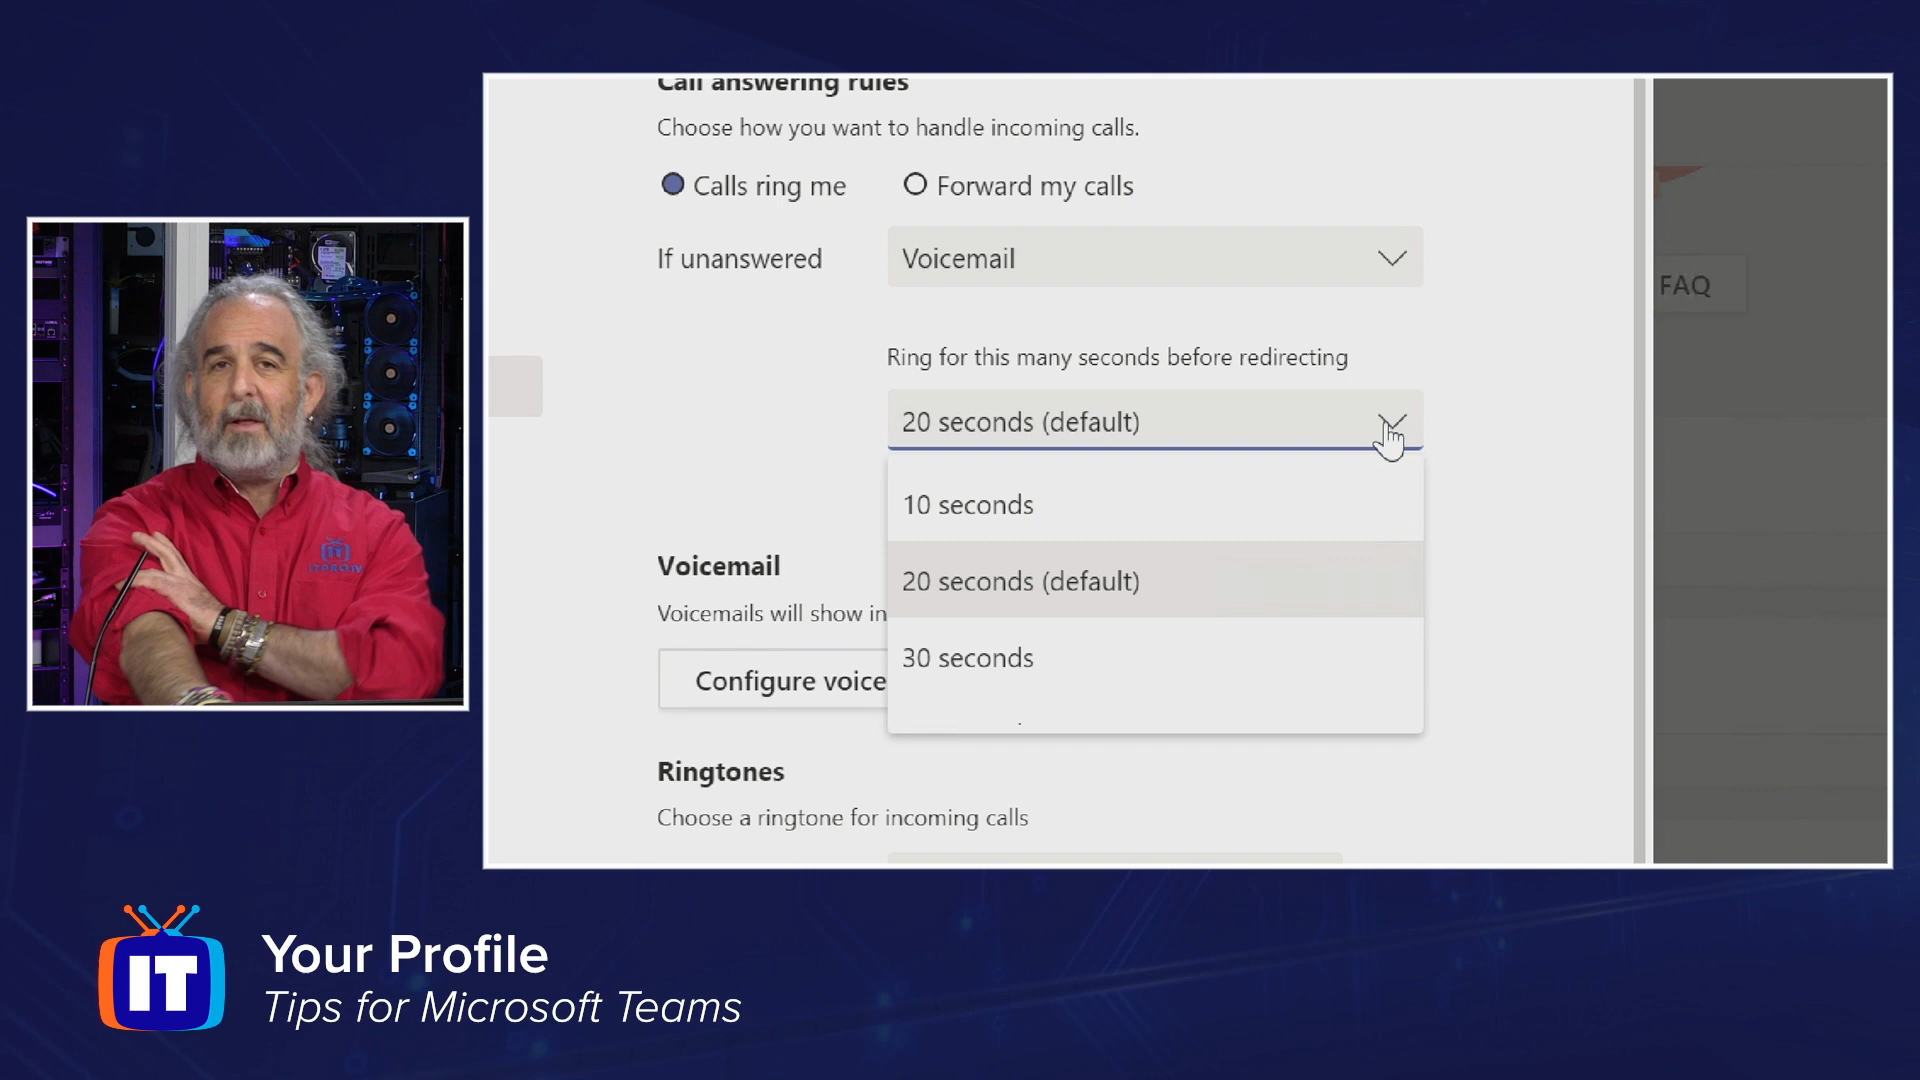 Call answering rules
Choose how you want to handle incoming calls.
Calls ring me Forward my calls
If unanswered Voicemail
FAQ
Ring for this many seconds before redirecting
20 seconds (default)
10 seconds
20 seconds (default)
30 seconds
Voicemail
Voicemails will show in
Configure voice
Ringtones
Choose a ringtone for incoming calls
IT
ITPROTV
IT
Your Profile
Tips for Microsoft Teams